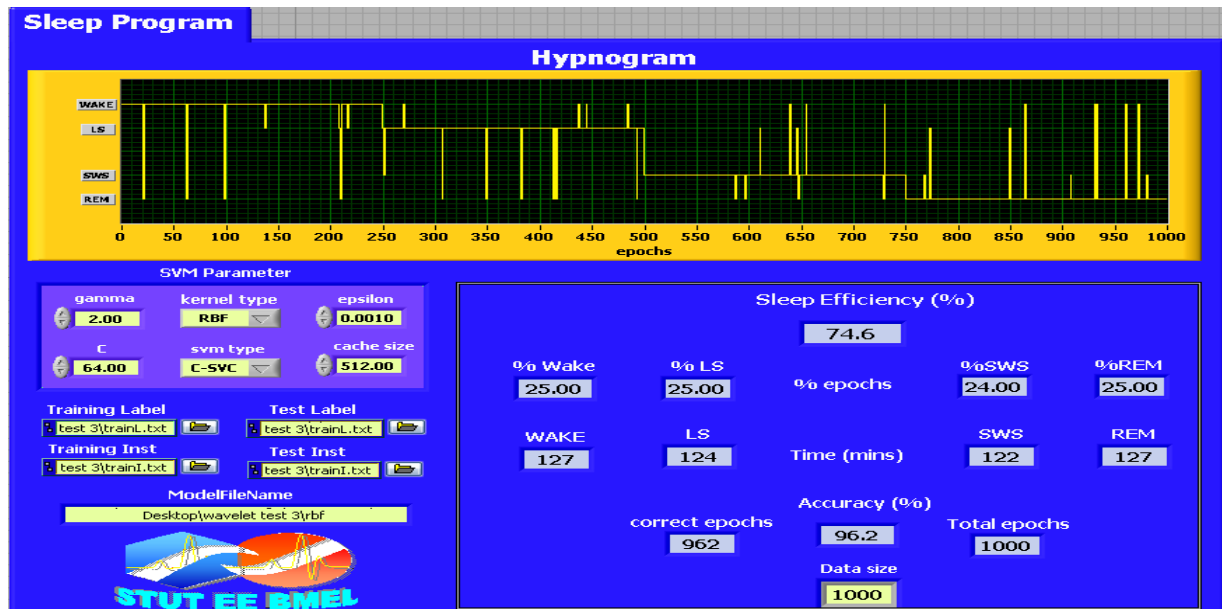 Sleep Program
Hypnogram
WAKE
LS
SWS
REM
0 50 100 150 200 250 300 350 400 450 500 550 600 650 700 750 800 850 900 950 1000
epochs
SVM Parameter
gamma kernel type epsilon
2.00 RBF 0.0010
C svm type cache size
64.00 C-SVC 512.00
Training Label Test Label
test 3\trainL.txt test 3\trainL.txt
Training Inst Test Inst
test 3\trainI.txt test 3\trainI.txt
ModelFileName
Desktop\wavelet test 3\rbf
STUT EE BMEL
Sleep Efficiency (%)
74.6
% Wake % LS %SWS %REM
25.00 25.00 % epochs 24.00 25.00
WAKE LS SWS REM
127 124 Time (mins) 122 127
Accuracy (%)
correct epochs Total epochs
962 96.2 1000
Data size
1000